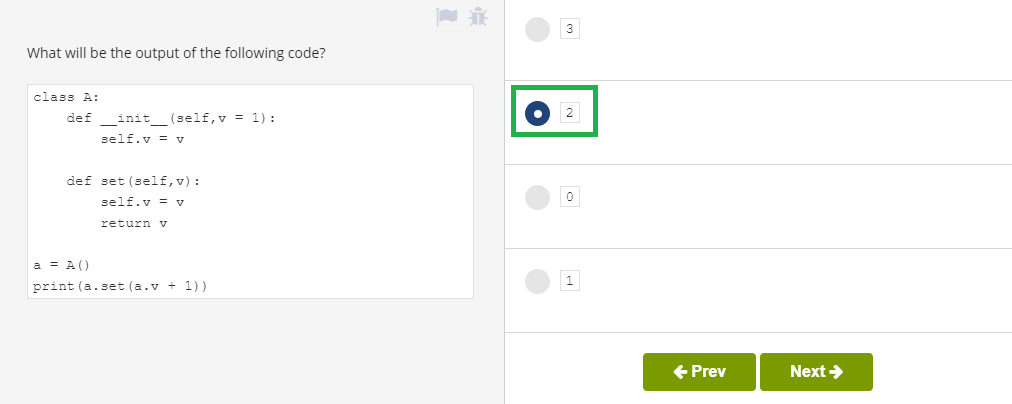 What will be the output of the following code?
class A:
    def __init__(self,v = 1):
        self.v = v

    def set(self,v):
        self.v = v
        return v

a = A()
print(a.set(a.v + 1))
3
2
0
1
Prev
Next